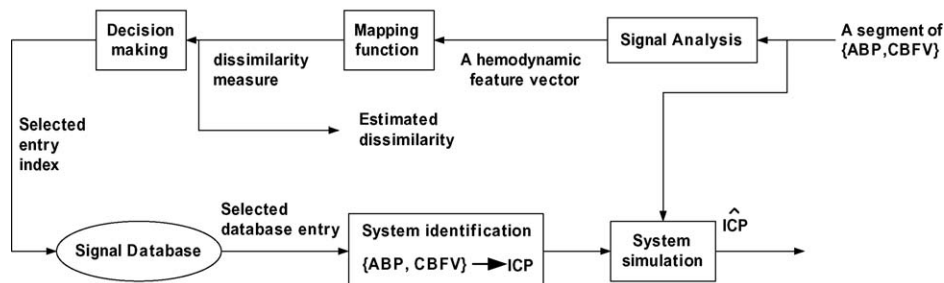 Decision
making
Mapping
function
Signal Analysis
A segment of
{ABP,CBFV}
dissimilarity
measure
A hemodynamic
feature vector
Estimated
dissimilarity
Selected
entry
index
Signal Database
Selected
database entry
System identification
{ABP, CBFV} → ICP
System
simulation
^
ICP